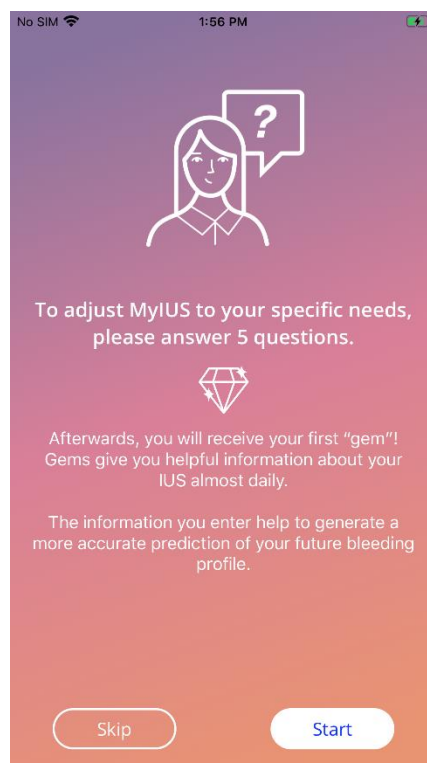 No SIM 1:56 PM
?
To adjust MyIUS to your specific needs,
please answer 5 questions.
Afterwards, you will receive your first “gem”!
Gems give you helpful information about your
IUS almost daily.
The information you enter help to generate a
more accurate prediction of your future bleeding
profile.
Skip Start